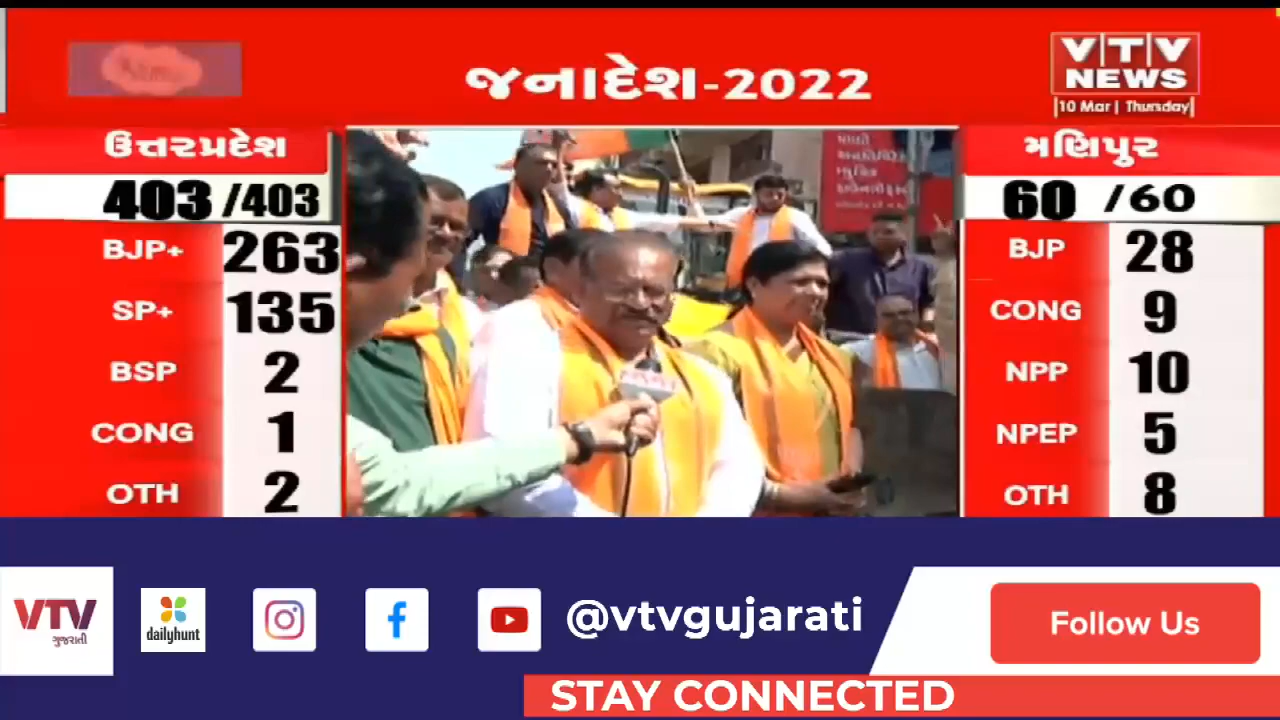 જનાદેશ-2022
VTV
NEWS
10 Mar | Thursday
ઉત્તરપ્રદેશ
403 /403
BJP+ 263
SP+ 135
BSP 2
CONG 1
OTH 2
મણિપુર
60 /60
BJP 28
CONG 9
NPP 10
NPEP 5
OTH 8
VTV
ગુજરાતી
dailyhunt
@vtvgujarati
Follow Us
STAY CONNECTED